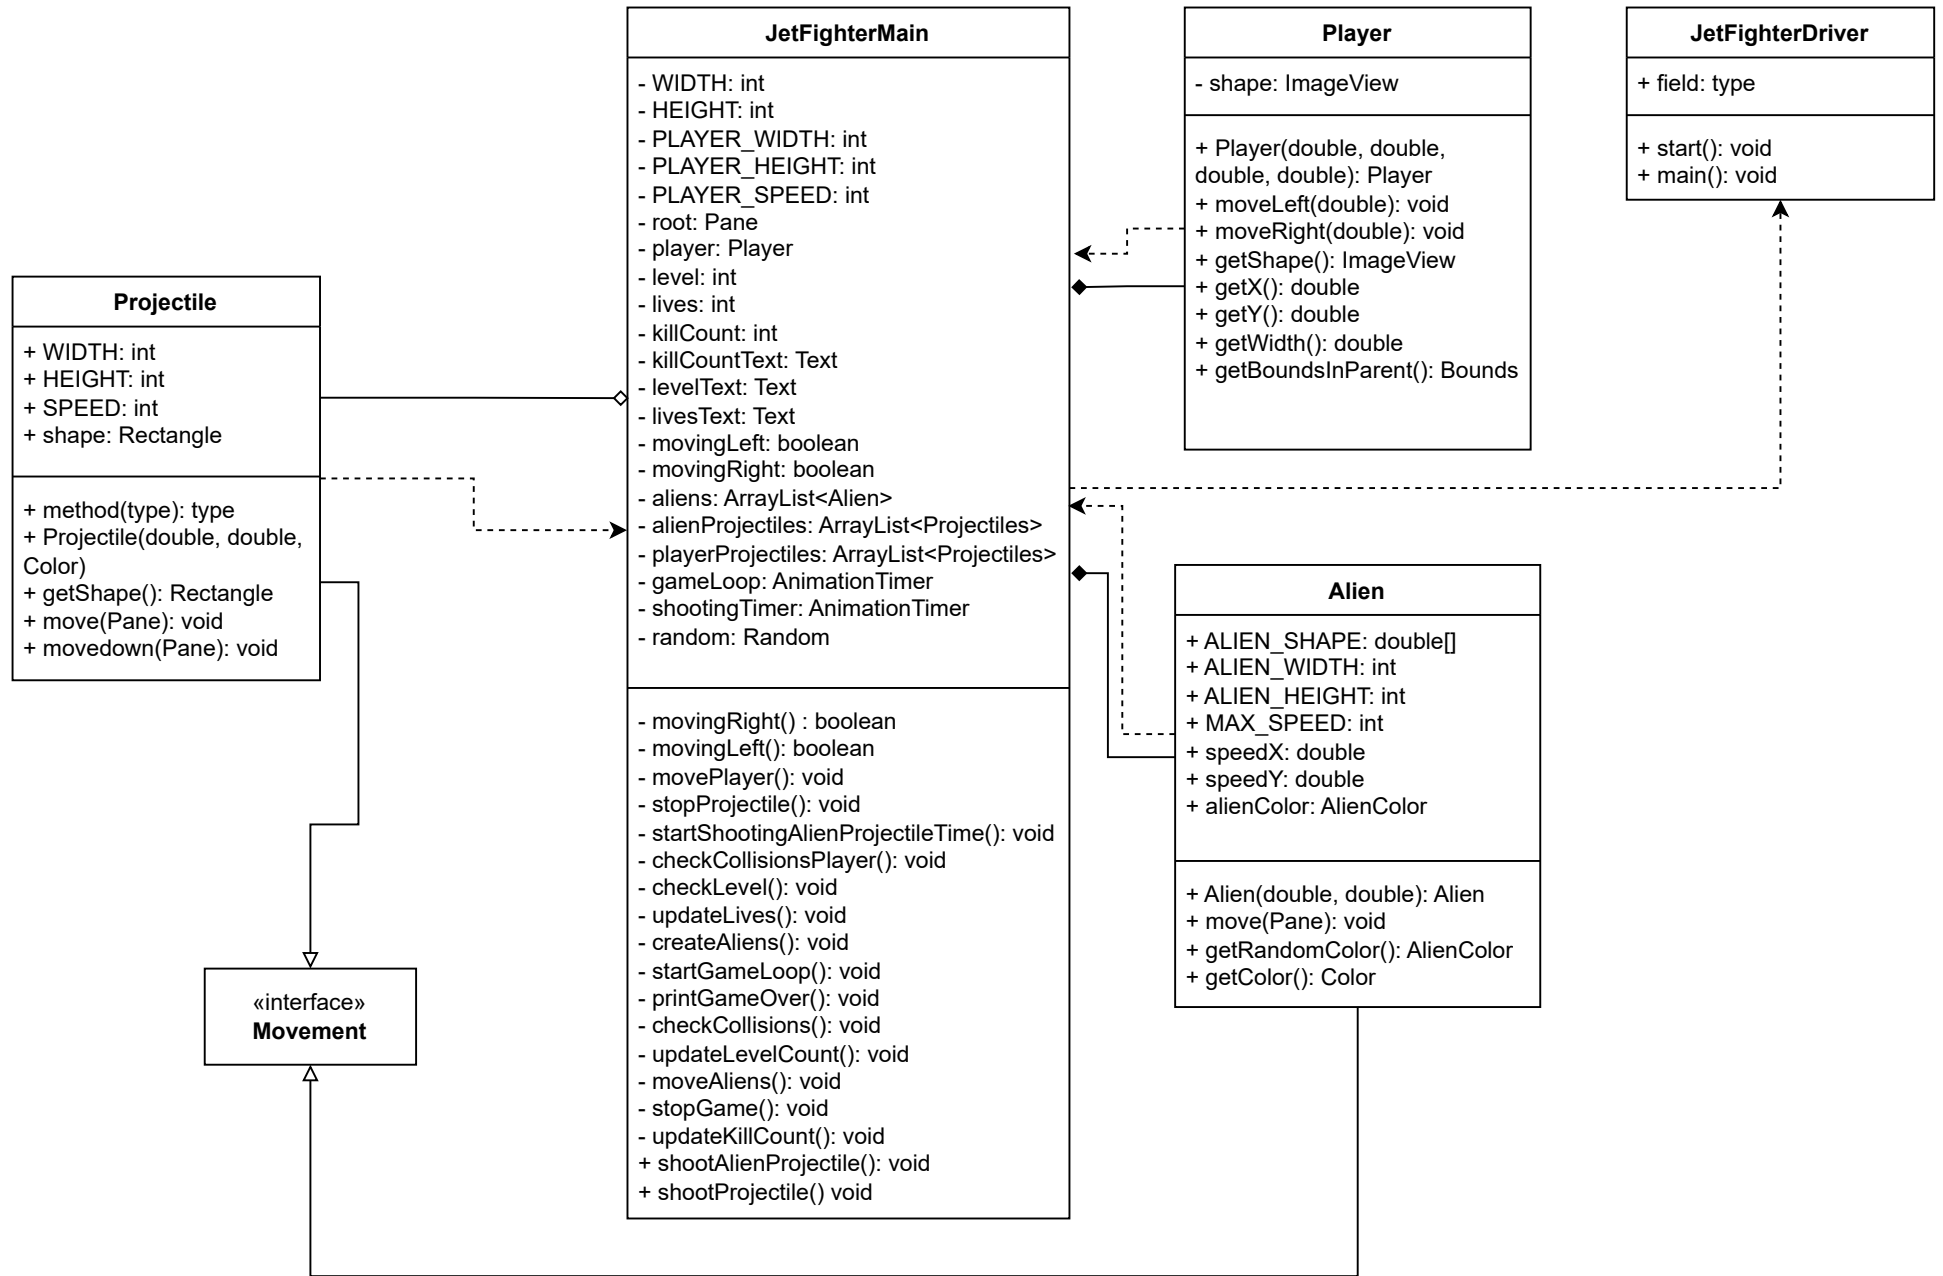 JetFighterMain
- WIDTH: int
- HEIGHT: int
- PLAYER_WIDTH: int
- PLAYER_HEIGHT: int
- PLAYER_SPEED: int
- root: Pane
- player: Player
- level: int
- lives: int
- killCount: int
- killCountText: Text
- levelText: Text
- livesText: Text
- movingLeft: boolean
- movingRight: boolean
- aliens: ArrayList<Alien>
- alienProjectiles: ArrayList<Projectiles>
- playerProjectiles: ArrayList<Projectiles>
- gameLoop: AnimationTimer
- shootingTimer: AnimationTimer
- random: Random
- movingRight() : boolean
- movingLeft(): boolean
- movePlayer(): void
- stopProjectile(): void
- startShootingAlienProjectileTime(): void
- checkCollisionsPlayer(): void
- checkLevel(): void
- updateLives(): void
- createAliens(): void
- startGameLoop(): void
- printGameOver(): void
- checkCollisions(): void
- updateLevelCount(): void
- moveAliens(): void
- stopGame(): void
- updateKillCount(): void
+ shootAlienProjectile(): void
+ shootProjectile() void
Player
- shape: ImageView
+ Player(double, double,
double, double): Player
+ moveLeft(double): void
+ moveRight(double): void
+ getShape(): ImageView
+ getX(): double
+ getY(): double
+ getWidth(): double
+ getBoundsInParent(): Bounds
JetFighterDriver
+ field: type
+ start(): void
+ main(): void
Projectile
+ WIDTH: int
+ HEIGHT: int
+ SPEED: int
+ shape: Rectangle
+ method(type): type
+ Projectile(double, double,
Color)
+ getShape(): Rectangle
+ move(Pane): void
+ movedown(Pane): void
Alien
+ ALIEN_SHAPE: double[]
+ ALIEN_WIDTH: int
+ ALIEN_HEIGHT: int
+ MAX_SPEED: int
+ speedX: double
+ speedY: double
+ alienColor: AlienColor
+ Alien(double, double): Alien
+ move(Pane): void
+ getRandomColor(): AlienColor
+ getColor(): Color
«interface»
Movement